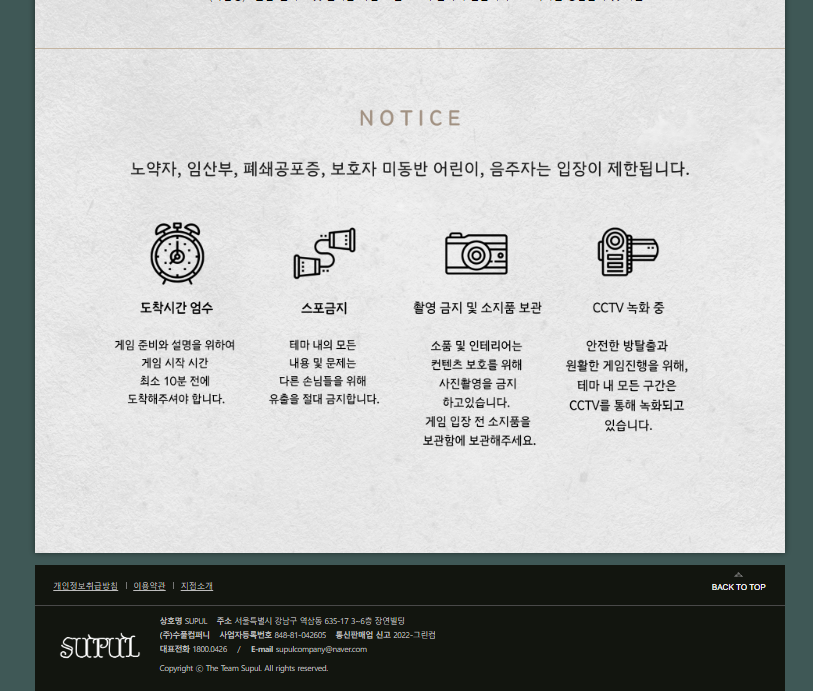 NOTICE
노약자, 임산부, 폐쇄공포증, 보호자 미동반 어린이, 음주자는 입장이 제한됩니다.
도착시간 엄수
게임 준비와 설명을 위하여
게임 시작 시간
최소 10분 전에
도착해주셔야 합니다.
스포금지
테마 내의 모든
내용 및 문제는
다른 손님들을 위해
유출을 절대 금지합니다.
촬영 금지 및 소지품 보관
소품 및 인테리어는
컨텐츠 보호를 위해
사진촬영을 금지
하고있습니다.
게임 입장 전 소지품을
보관함에 보관해주세요.
CCTV 녹화 중
안전한 방탈출과
원활한 게임진행을 위해,
테마 내 모든 구간은
CCTV를 통해 녹화되고
있습니다.
개인정보취급방침 | 이용약관 | 지점소개
BACK TO TOP
SUPUL
상호명 SUPUL 주소 서울특별시 강남구 역삼동 635-17 3~6층 장연빌딩
(주)수풀컴퍼니 사업자등록번호 848-81-042605 통신판매업 신고 2022-그린컴
대표전화 1800.0426 / E-mail supulcompany@naver.com
Copyright ⓒ The Team Supul. All rights reserved.